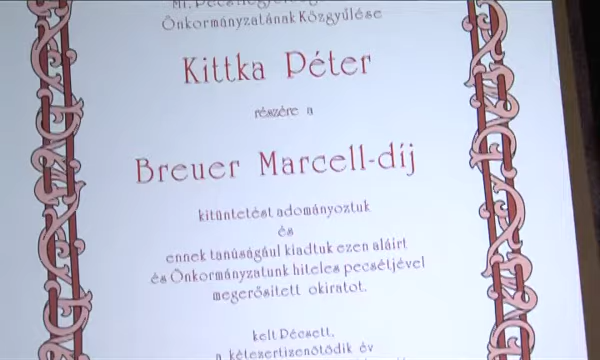 Önkormányzatának Közgyűlése
Kittka Péter
részére a
Breuer Marcell-díj
kitüntetést adományoztuk
és
ennek tanúságául kiadtuk ezen aláírt
és Önkormányzatunk hiteles pecsétjével
megerősített okiratot.
kelt Pécsett,
a kétezertizenötödik év